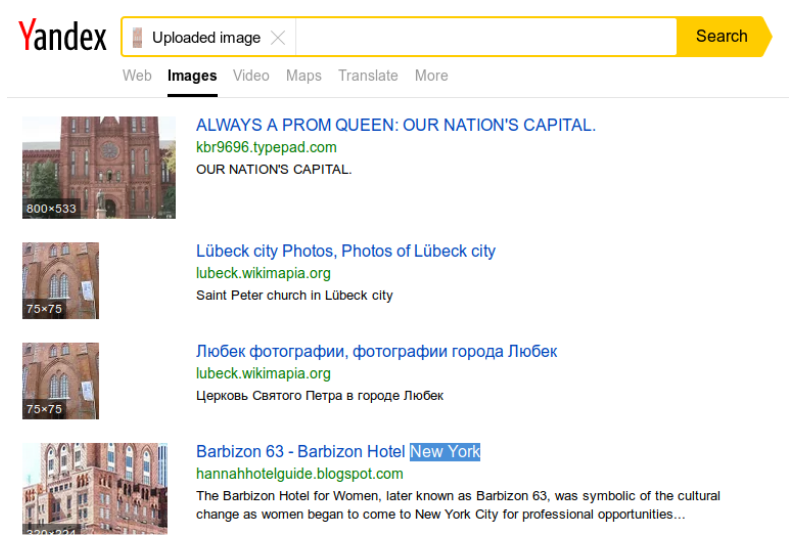 Yandex
Uploaded image
Search
Web Images Video Maps Translate More
800×533
ALWAYS A PROM QUEEN: OUR NATION'S CAPITAL.
kbr9696.typepad.com
OUR NATION'S CAPITAL.
75×75
Lübeck city Photos, Photos of Lübeck city
lubeck.wikimapia.org
Saint Peter church in Lübeck city
75×75
Любек фотографии, фотографии города Любек
lubeck.wikimapia.org
Церковь Святого Петра в городе Любек
320×224
Barbizon 63 - Barbizon Hotel New York
hannahhotelguide.blogspot.com
The Barbizon Hotel for Women, later known as Barbizon 63, was symbolic of the cultural
change as women began to come to New York City for professional opportunities...